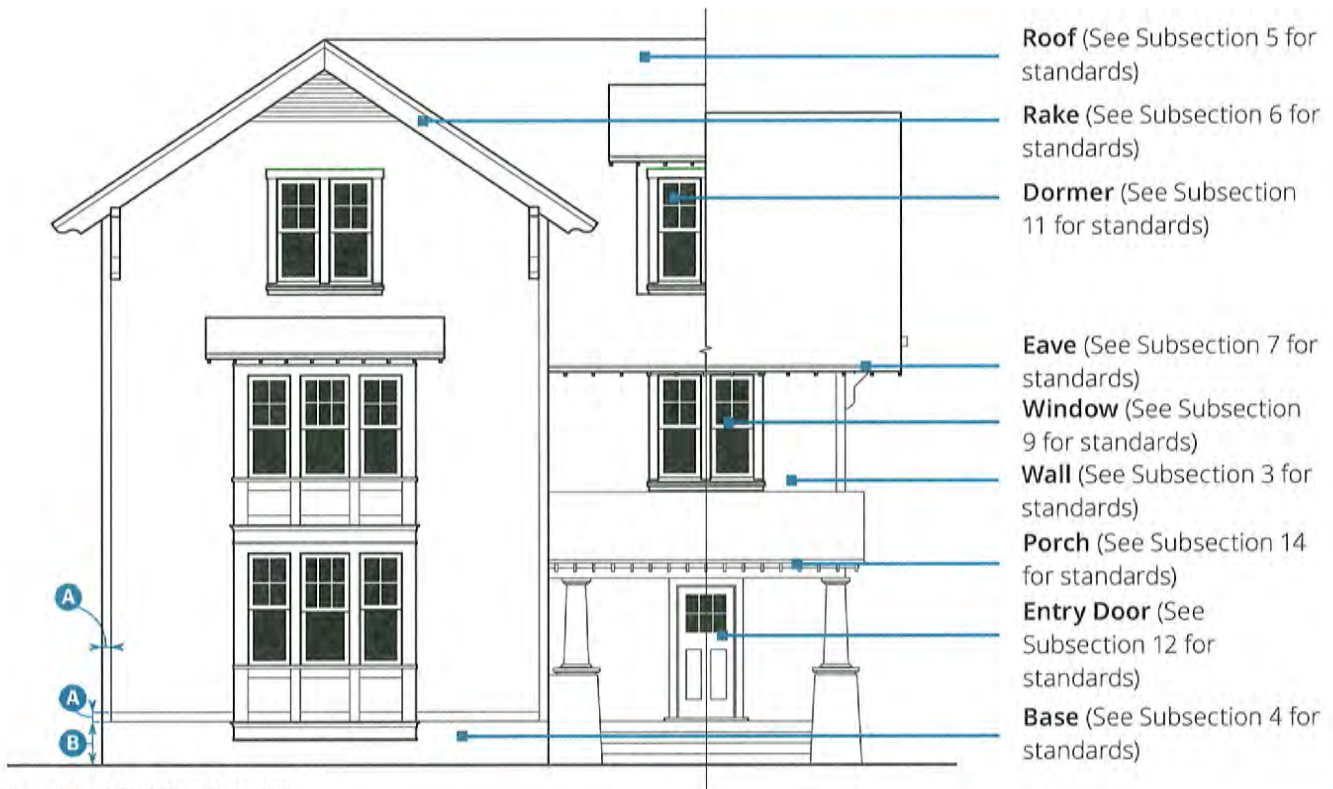 Roof (See Subsection 5 for
standards)
Rake (See Subsection 6 for
standards)
Dormer (See Subsection
11 for standards)
Eave (See Subsection 7 for
standards)
Window (See Subsection
9 for standards)
Wall (See Subsection 3 for
standards)
Porch (See Subsection 14
for standards)
Entry Door (See
Subsection 12 for
standards)
Base (See Subsection 4 for
standards)
A
A
B